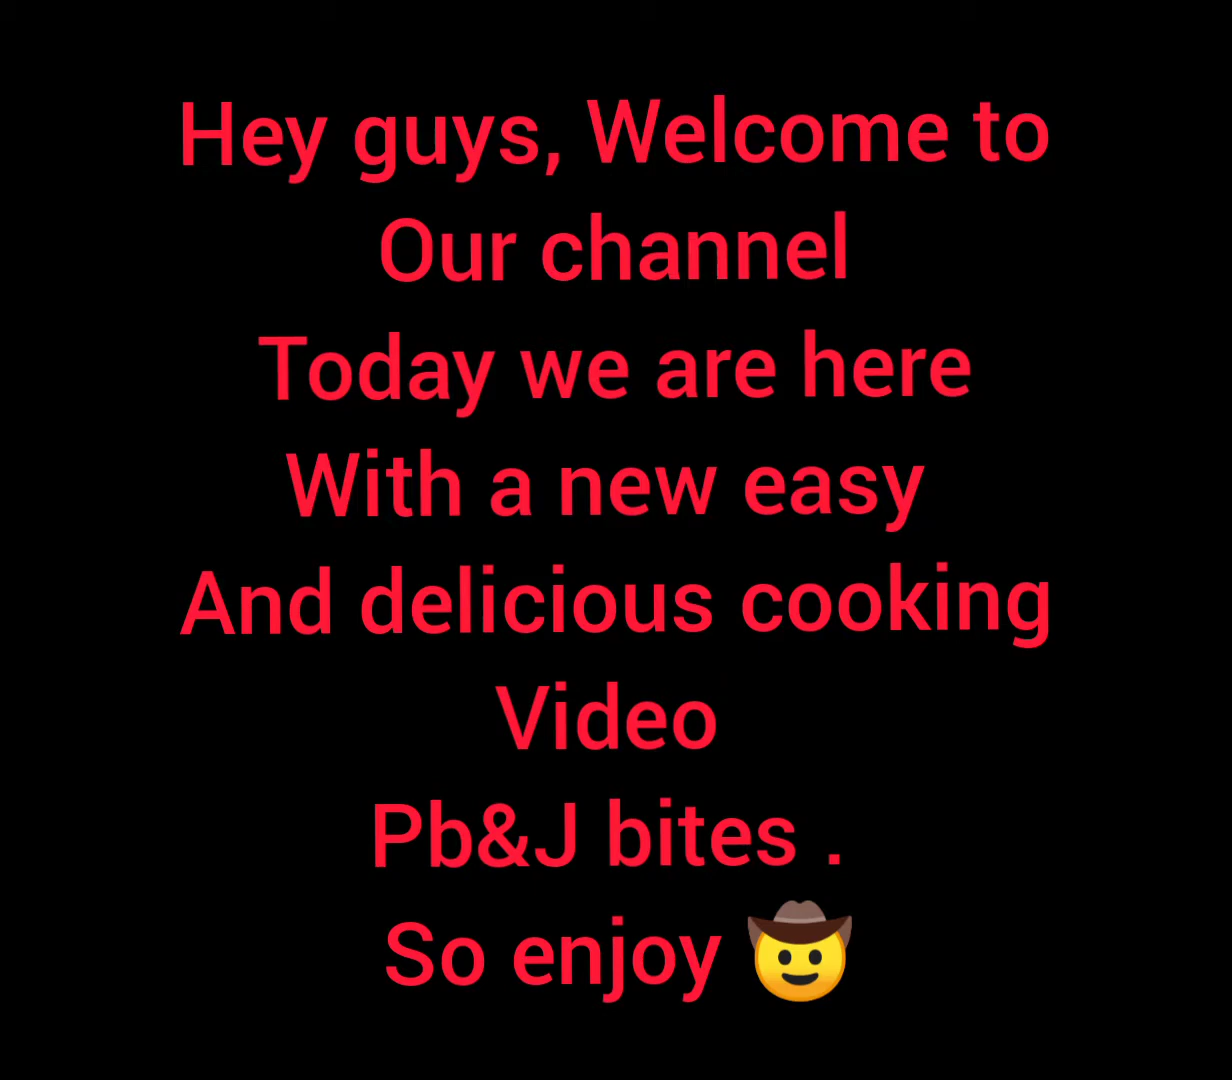 Hey guys, Welcome to
Our channel
Today we are here
With a new easy
And delicious cooking
Video
Pb&J bites .
So enjoy 🤠